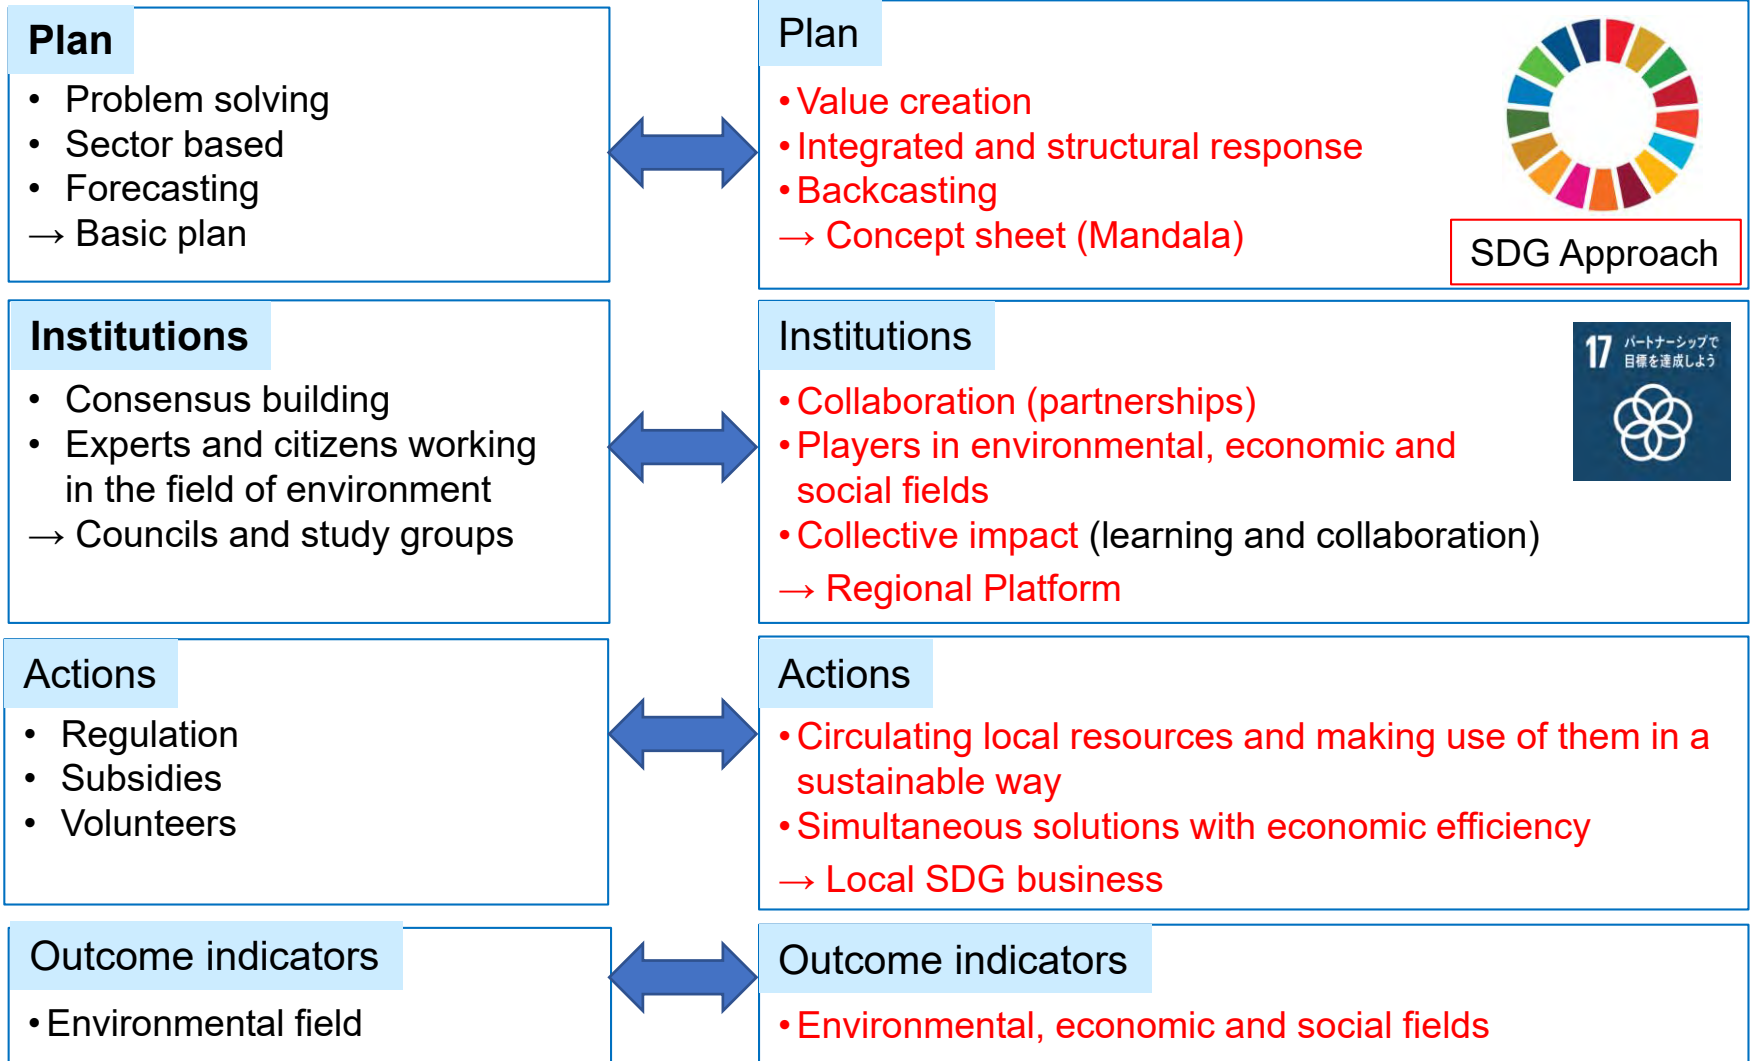 Plan
• Problem solving
• Sector based
• Forecasting
→ Basic plan
Plan
• Value creation
• Integrated and structural response
• Backcasting
→ Concept sheet (Mandala)
SDG Approach
Institutions
• Consensus building
• Experts and citizens working
in the field of environment
→ Councils and study groups
Institutions
• Collaboration (partnerships)
• Players in environmental, economic and
social fields
• Collective impact (learning and collaboration)
→ Regional Platform
17 パートナーシップで
目標を達成しよう
Actions
• Regulation
• Subsidies
• Volunteers
Actions
• Circulating local resources and making use of them in a
sustainable way
• Simultaneous solutions with economic efficiency
→ Local SDG business
Outcome indicators
• Environmental field
Outcome indicators
• Environmental, economic and social fields